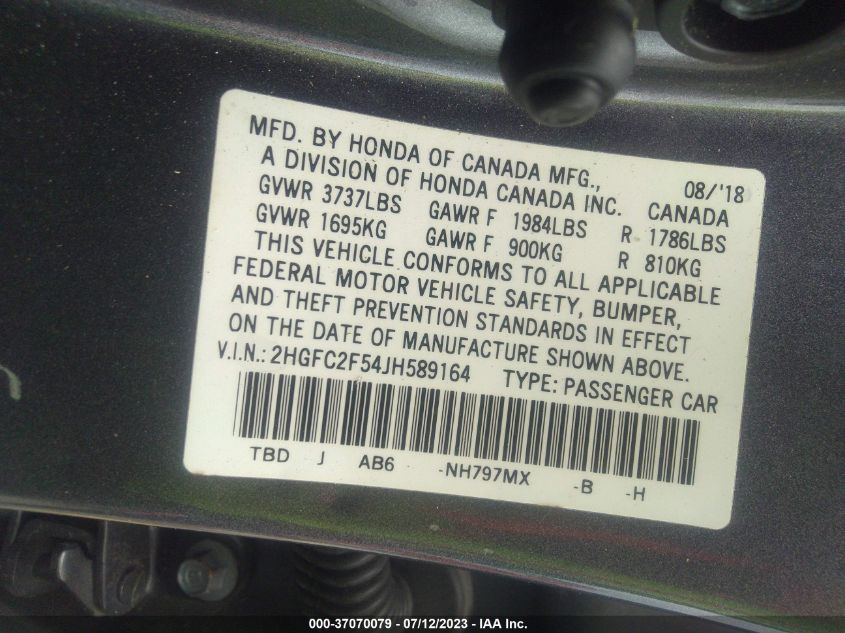 MFD. BY HONDA OF CANADA MFG., 08/'18
A DIVISION OF HONDA CANADA INC. CANADA
GVWR 3737LBS GAWR F 1984LBS R 1786LBS
GVWR 1695KG GAWR F 900KG R 810KG
THIS VEHICLE CONFORMS TO ALL APPLICABLE
FEDERAL MOTOR VEHICLE SAFETY, BUMPER,
AND THEFT PREVENTION STANDARDS IN EFFECT
ON THE DATE OF MANUFACTURE SHOWN ABOVE.
V.I.N.: 2HGFC2F54JH589164 TYPE: PASSENGER CAR
TBD J AB6 -NH797MX -B -H
000-37070079 - 07/12/2023 - IAA Inc.